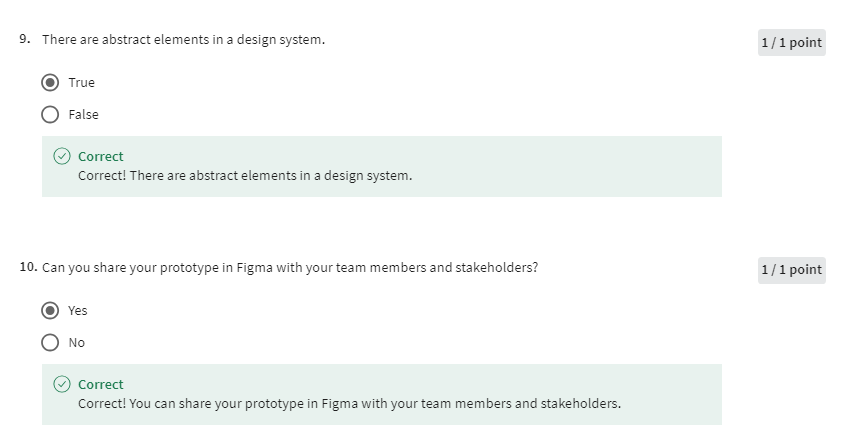 9. There are abstract elements in a design system.
1 / 1 point
True
False
Correct
Correct! There are abstract elements in a design system.
10. Can you share your prototype in Figma with your team members and stakeholders?
1 / 1 point
Yes
No
Correct
Correct! You can share your prototype in Figma with your team members and stakeholders.